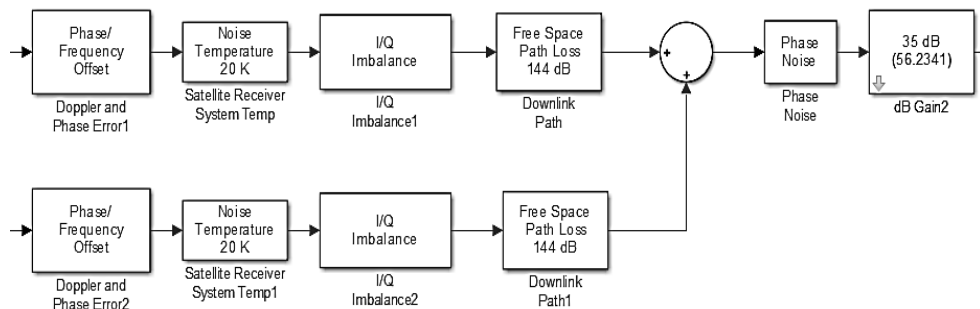 Phase/
Frequency
Offset
Doppler and
Phase Error1
Noise
Temperature
20 K
Satellite Receiver
System Temp
I/Q
Imbalance
I/Q
Imbalance1
Free Space
Path Loss
144 dB
Downlink
Path
+
+
Phase
Noise
Phase
Noise
35 dB
(56.2341)
dB Gain2
Phase/
Frequency
Offset
Doppler and
Phase Error2
Noise
Temperature
20 K
Satellite Receiver
System Temp1
I/Q
Imbalance
I/Q
Imbalance2
Free Space
Path Loss
144 dB
Downlink
Path1